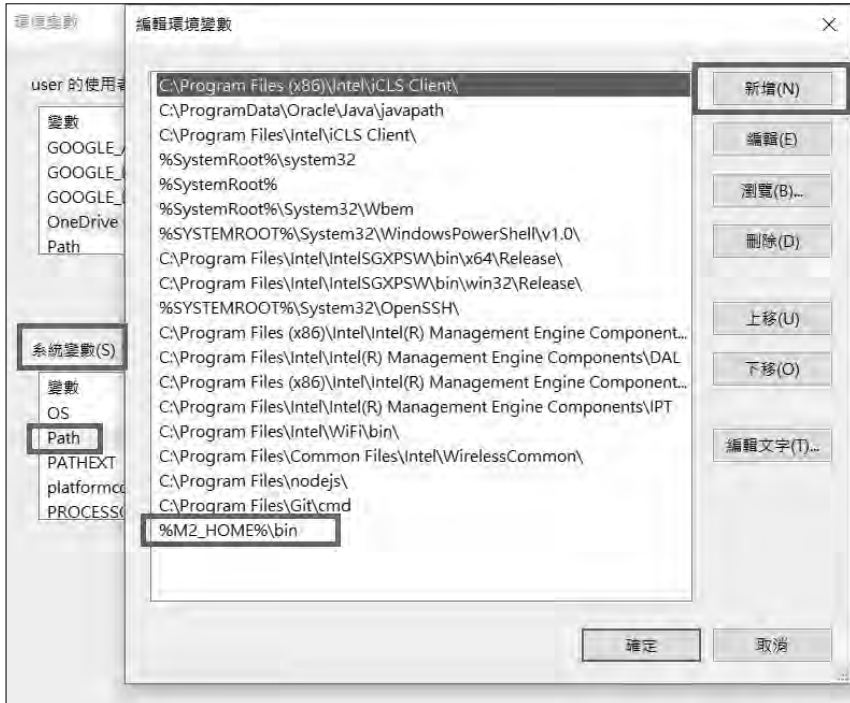 環境變數
編輯環境變數
user 的使用者
變數
GOOGLE_
GOOGLE_
GOOGLE_
OneDrive
Path
系統變數(S)
變數
OS
Path
PATHEXT
platformco
PROCESSO
C:\Program Files (x86)\Intel\iCLS Client\
C:\ProgramData\Oracle\Java\javapath
C:\Program Files\Intel\iCLS Client\
%SystemRoot%\system32
%SystemRoot%
%SystemRoot%\System32\Wbem
%SYSTEMROOT%\System32\WindowsPowerShell\v1.0\
C:\Program Files\Intel\IntelSGXPSW\bin\x64\Release\
C:\Program Files\Intel\IntelSGXPSW\bin\win32\Release\
%SYSTEMROOT%\System32\OpenSSH\
C:\Program Files (x86)\Intel\Intel(R) Management Engine Component...
C:\Program Files\Intel\Intel(R) Management Engine Components\DAL
C:\Program Files (x86)\Intel\Intel(R) Management Engine Component...
C:\Program Files\Intel\Intel(R) Management Engine Components\IPT
C:\Program Files\Intel\WiFi\bin\
C:\Program Files\Common Files\Intel\WirelessCommon\
C:\Program Files\nodejs\
C:\Program Files\Git\cmd
%M2_HOME%\bin
新增(N)
編輯(E)
瀏覽(B)...
刪除(D)
上移(U)
下移(O)
編輯文字(T)...
確定
取消